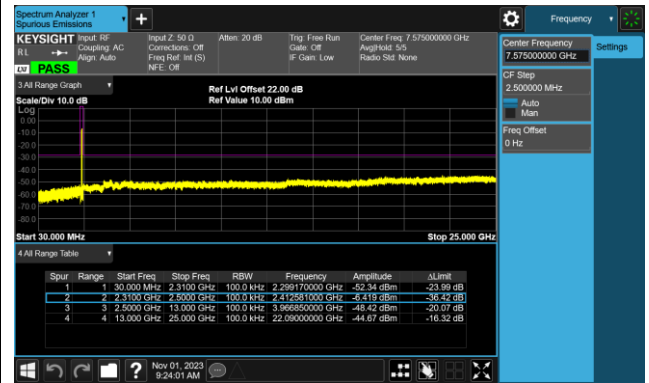 Spectrum Analyzer 1
Spurious Emissions
Frequency
KEYSIGHT
RL
LXI
PASS
Input: RF
Coupling: AC
Align: Auto
Input Z: 50 Ω
Corrections: Off
Freq Ref: Int (S)
NFE: Off
Atten: 20 dB
Trig: Free Run
Gate: Off
IF Gain: Low
Center Freq: 7.575000000 GHz
Avg|Hold: 5/5
Radio Std: None
Center Frequency
7.575000000 GHz
Settings
CF Step
2.500000 MHz
Auto
Man
Freq Offset
0 Hz
3 All Range Graph
Scale/Div 10.0 dB
Ref Lvl Offset 22.00 dB
Ref Value 10.00 dBm
Log
0.00
-10.0
-20.0
-30.0
-40.0
-50.0
-60.0
-70.0
-80.0
Start 30.000 MHz
Stop 25.000 GHz
4 All Range Table
Spur Range Start Freq Stop Freq RBW Frequency Amplitude ΔLimit
1 1 30.000 MHz 2.3100 GHz 100.0 kHz 2.299170000 GHz -52.34 dBm -23.99 dB
2 2 2.3100 GHz 2.5000 GHz 100.0 kHz 2.412581000 GHz -6.419 dBm -36.42 dB
3 3 2.5000 GHz 13.000 GHz 100.0 kHz 3.966850000 GHz -48.42 dBm -20.07 dB
4 4 13.000 GHz 25.000 GHz 100.0 kHz 22.09000000 GHz -44.67 dBm -16.32 dB
Nov 01, 2023
9:24:01 AM